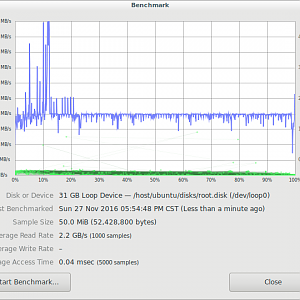 Benchmark
MB/s
MB/s
MB/s
MB/s
MB/s
MB/s
MB/s
MB/s
MB/s
MB/s
0%
10%
20%
30%
40%
50%
60%
70%
80%
90%
100%
Disk or Device 31 GB Loop Device — /host/ubuntu/disks/root.disk (/dev/loop0)
st Benchmarked Sun 27 Nov 2016 05:54:48 PM CST (Less than a minute ago)
Sample Size 50.0 MiB (52,428,800 bytes)
verage Read Rate 2.2 GB/s (1000 samples)
verage Write Rate –
rage Access Time 0.04 msec (5000 samples)
tart Benchmark...
Close